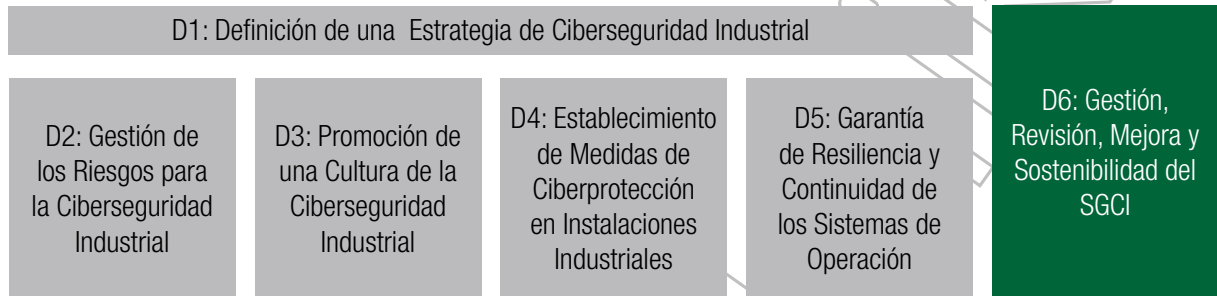 D1: Definición de una Estrategia de Ciberseguridad Industrial
D2: Gestión de
los Riesgos para
la Ciberseguridad
Industrial
D3: Promoción de
una Cultura de la
Ciberseguridad
Industrial
D4: Establecimiento
de Medidas de
Ciberprotección
en Instalaciones
Industriales
D5: Garantía
de Resiliencia y
Continuidad de
los Sistemas de
Operación
D6: Gestión,
Revisión, Mejora y
Sostenibilidad del
SGCI